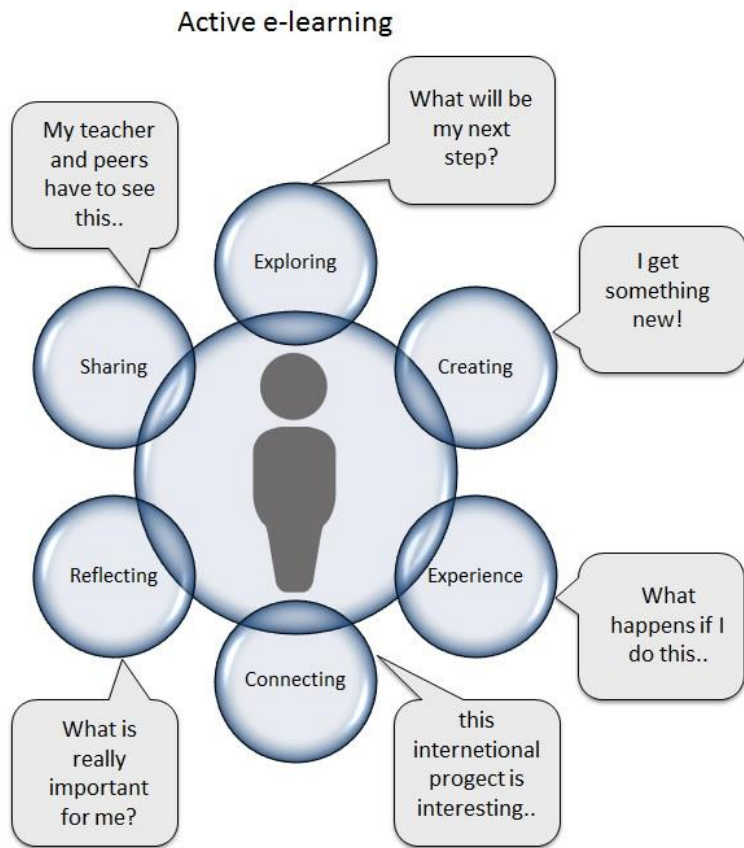 Active e-learning
What will be
my next
step?
My teacher
and peers
have to see
this..
Exploring
I get
something
new!
Sharing
Creating
Reflecting
Experience
What
happens if I
do this..
Connecting
What is
really
important
for me?
this
internetional
progect is
interesting..